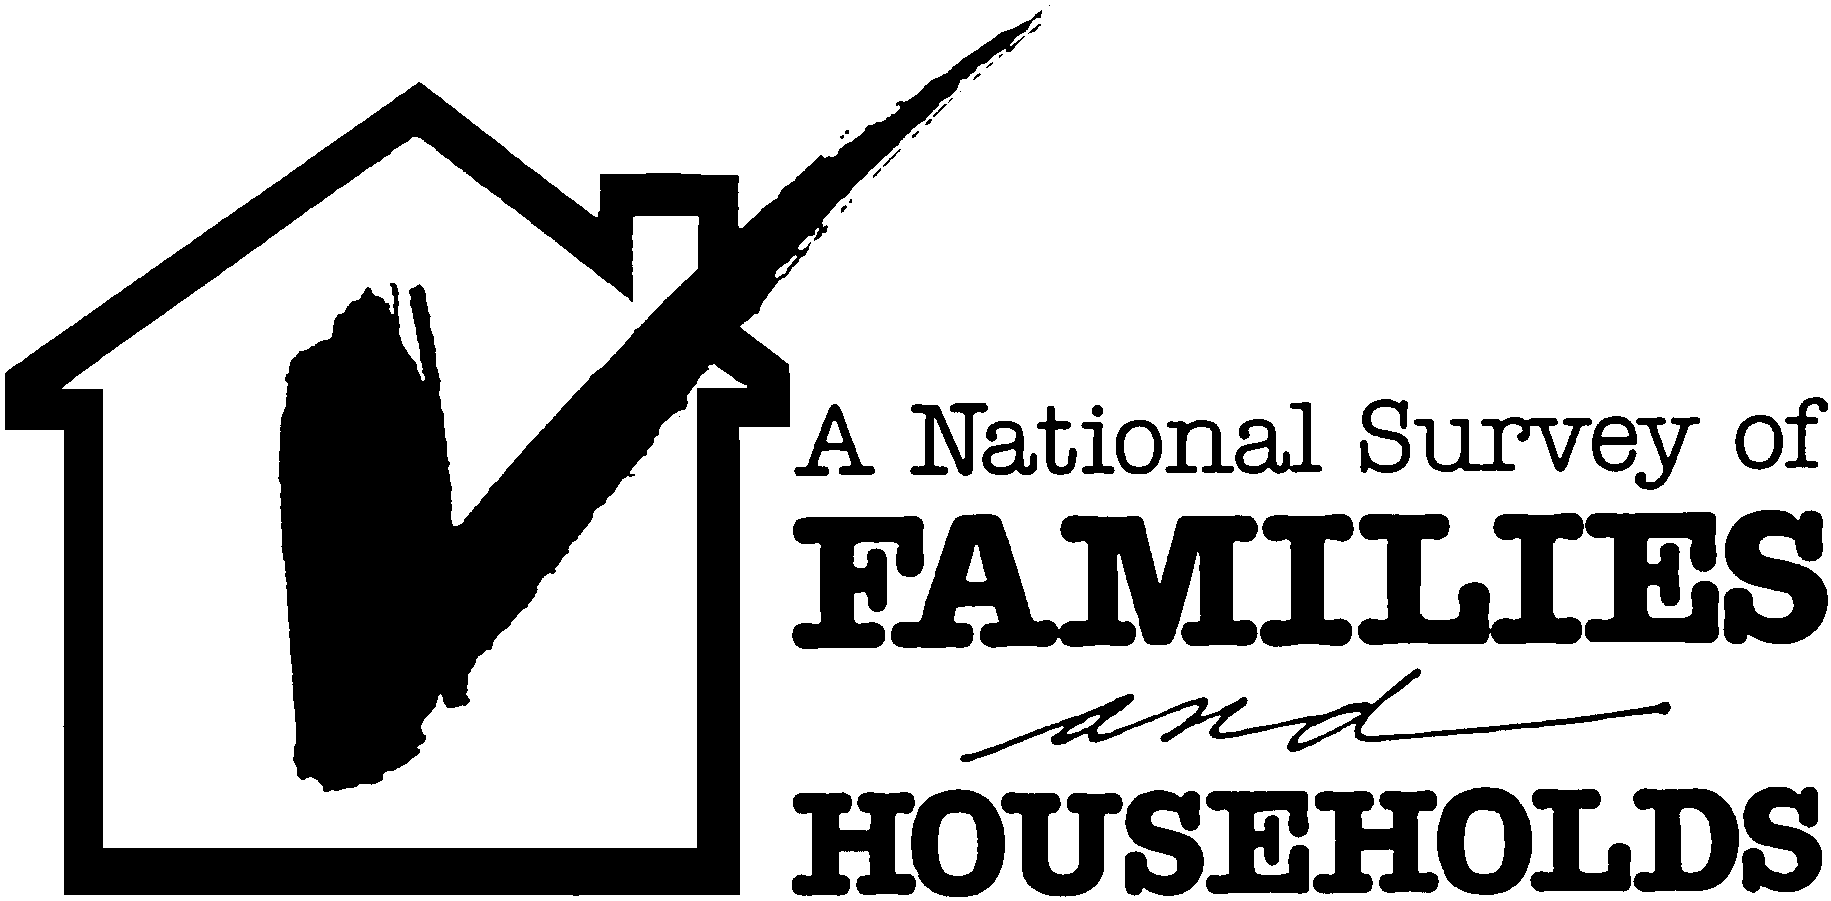 A National Survey of
FAMILIES
and
HOUSEHOLDS